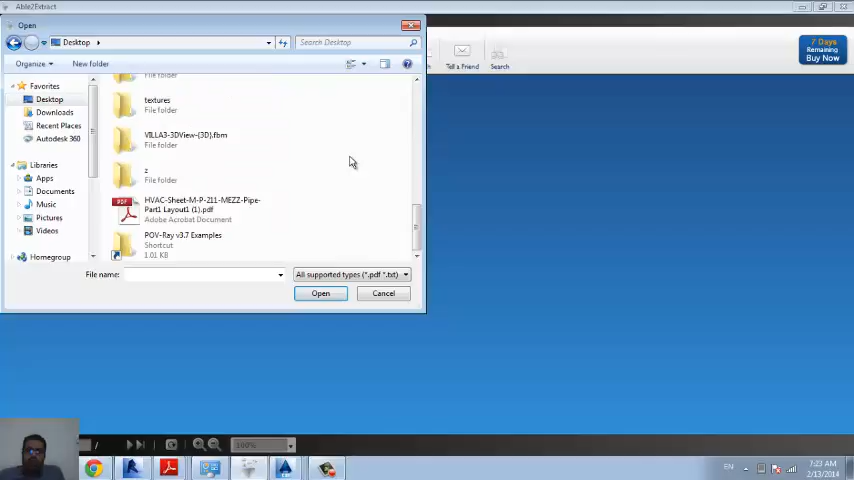 Able2Extract
Open
Desktop
Search Desktop
Organize
New folder
Favorites
Desktop
Downloads
Recent Places
Autodesk 360
Libraries
Apps
Documents
Music
Pictures
Videos
Homegroup
File folder
textures
File folder
VILLA3-3DView-{3D}.fbm
File folder
z
File folder
PDF
HVAC-Sheet-M-P-211-MEZZ-Pipe-
Part1 Layout1 (1).pdf
Adobe Acrobat Document
POV-Ray v3.7 Examples
Shortcut
1.01 KB
File name:
All supported types (*.pdf *.txt)
Open
Cancel
Tell a Friend
Search
7 Days
Remaining
Buy Now
/
100%
EN
7:23 AM
2/13/2014